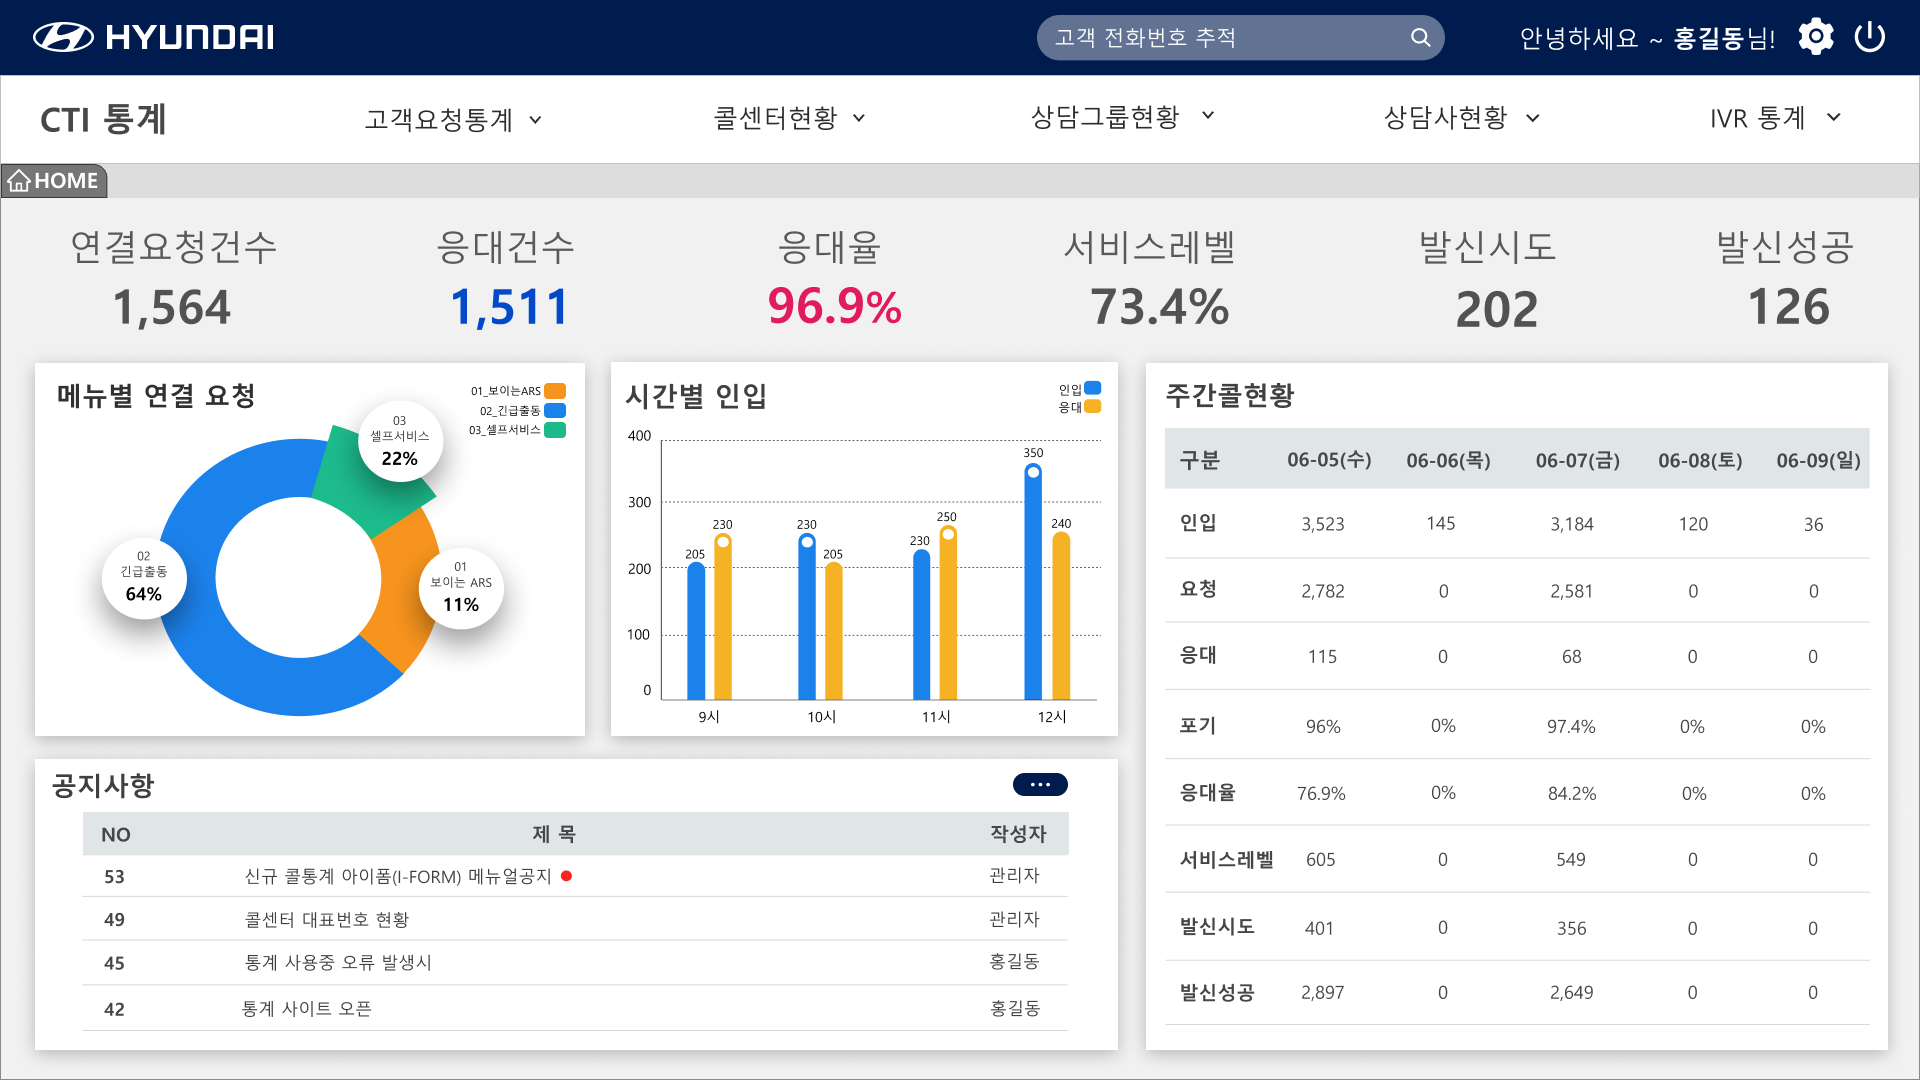 HYUNDAI
고객 전화번호 추적
안녕하세요 ~ 홍길동님!
CTI 통계
고객요청통계
콜센터현황
상담그룹현황
상담사현황
IVR 통계
HOME
연결요청건수 응대건수 응대율 서비스레벨 발신시도 발신성공
1,564 1,511 96.9% 73.4% 202 126
메뉴별 연결 요청
01_보이는ARS
02_긴급출동
03_셀프서비스
03
셀프서비스
22%
02
긴급출동
64%
01
보이는 ARS
11%
시간별 인입
인입
응대
400
300
200
100
0
205 230 230 205 230 250 350 240
9시 10시 11시 12시
주간콜현황
구분 06-05(수) 06-06(목) 06-07(금) 06-08(토) 06-09(일)
인입 3,523 145 3,184 120 36
요청 2,782 0 2,581 0 0
응대 115 0 68 0 0
포기 96% 0% 97.4% 0% 0%
응대율 76.9% 0% 84.2% 0% 0%
서비스레벨 605 0 549 0 0
발신시도 401 0 356 0 0
발신성공 2,897 0 2,649 0 0
공지사항
NO 제 목 작성자
53 신규 콜통계 아이폼(I-FORM) 메뉴얼공지 관리자
49 콜센터 대표번호 현황 관리자
45 통계 사용중 오류 발생시 홍길동
42 통계 사이트 오픈 홍길동